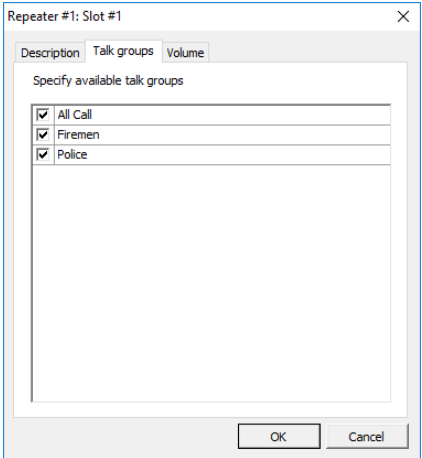 Repeater #1: Slot #1
Description Talk groups Volume
Specify available talk groups
All Call
Firemen
Police
OK Cancel